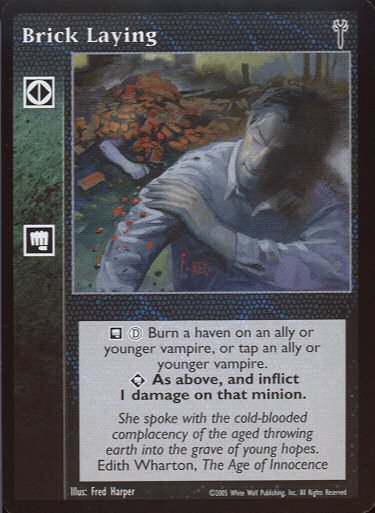 Brick Laying
D Burn a haven on an ally or
younger vampire, or tap an ally or
younger vampire.
As above, and inflict
1 damage on that minion.
She spoke with the cold-blooded
complacency of the aged throwing
earth into the grave of young hopes.
Edith Wharton, The Age of Innocence
Illus: Fred Harper
©2005 White Wolf Publishing, Inc. All Rights Reserved